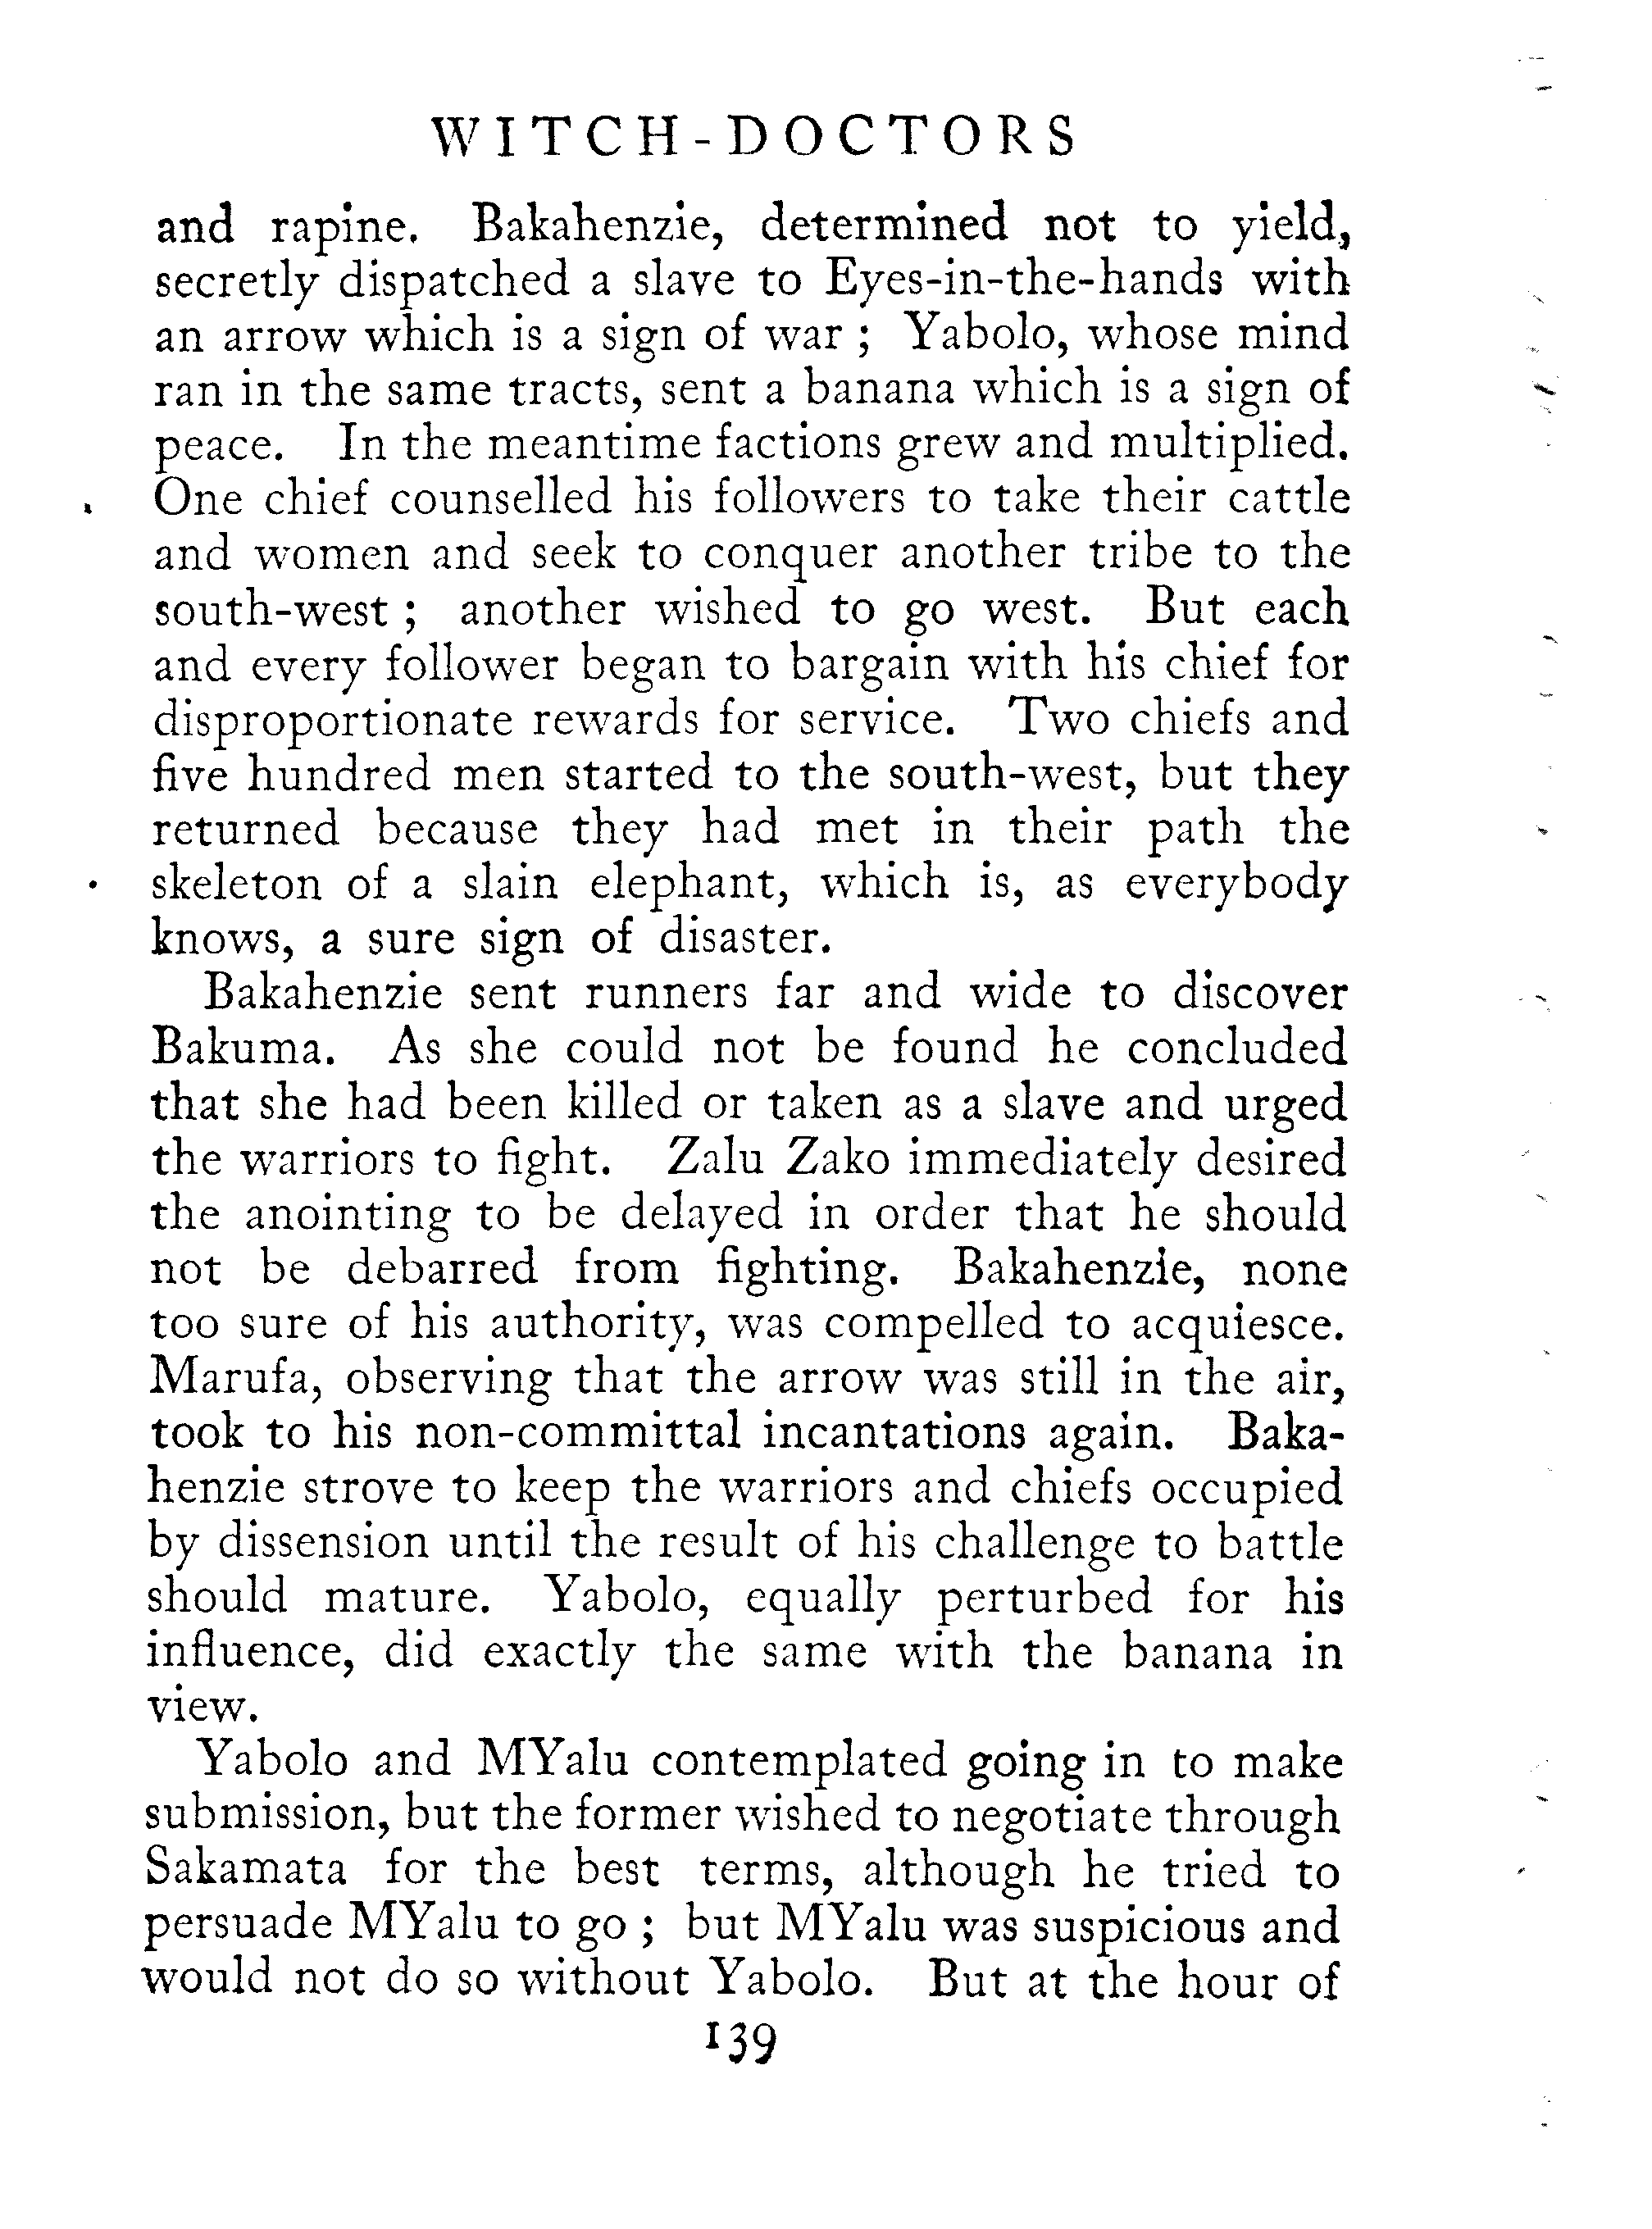 WITCH-DOCTORS
and rapine. Bakahenzie, determined not to yield,
secretly dispatched a slave to Eyes-in-the-hands with
an arrow which is a sign of war ; Yabolo, whose mind
ran in the same tracts, sent a banana which is a sign of
peace. In the meantime factions grew and multiplied.
One chief counselled his followers to take their cattle
and women and seek to conquer another tribe to the
south-west ; another wished to go west. But each
and every follower began to bargain with his chief for
disproportionate rewards for service. Two chiefs and
five hundred men started to the south-west, but they
returned because they had met in their path the
skeleton of a slain elephant, which is, as everybody
knows, a sure sign of disaster.
Bakahenzie sent runners far and wide to discover
Bakuma. As she could not be found he concluded
that she had been killed or taken as a slave and urged
the warriors to fight. Zalu Zako immediately desired
the anointing to be delayed in order that he should
not be debarred from fighting. Bakahenzie, none
too sure of his authority, was compelled to acquiesce.
Marufa, observing that the arrow was still in the air,
took to his non-committal incantations again. Baka-
henzie strove to keep the warriors and chiefs occupied
by dissension until the result of his challenge to battle
should mature. Yabolo, equally perturbed for his
influence, did exactly the same with the banana in
view.
Yabolo and MYalu contemplated going in to make
submission, but the former wished to negotiate through
Sakamata for the best terms, although he tried to
persuade MYalu to go ; but MYalu was suspicious and
would not do so without Yabolo. But at the hour of
139